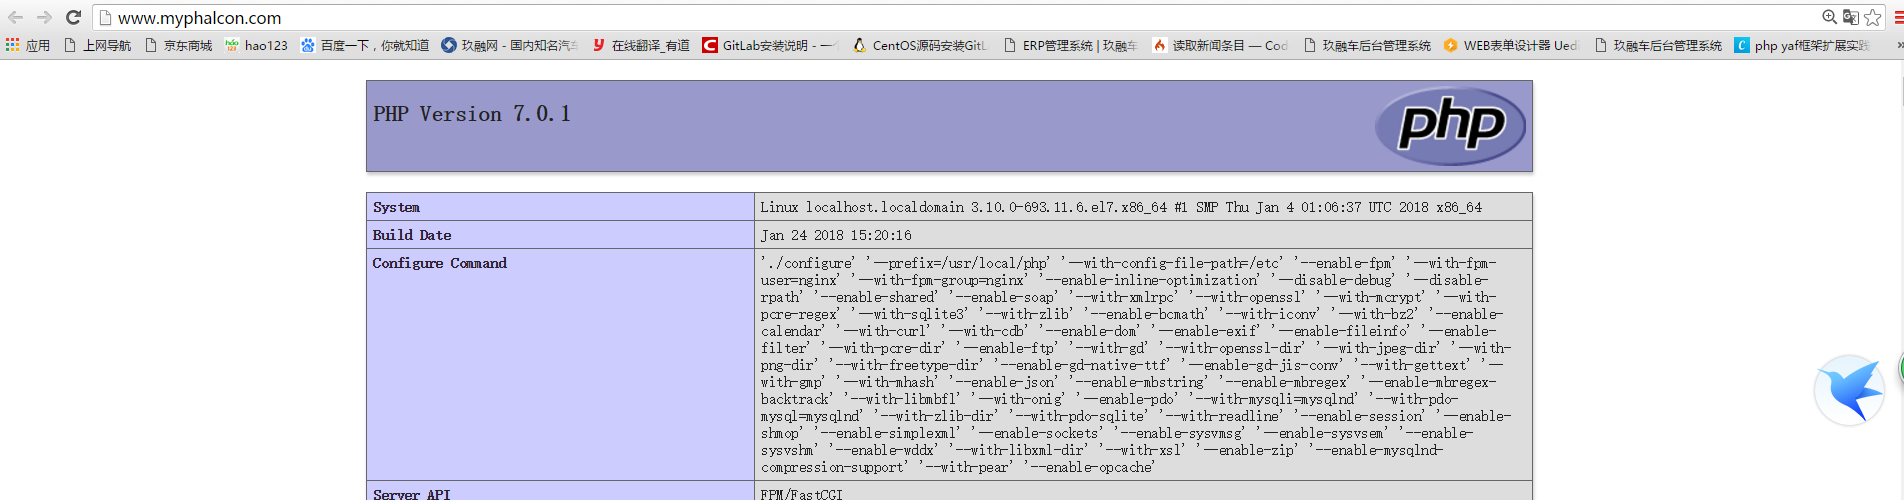 www.myphalcon.com
应用 上网导航 京东商城 hao123 百度一下，你就知道 玖融网 - 国内知名汽车 在线翻译_有道 GitLab安装说明 - CentOS源码安装GitL ERP管理系统 | 玖融车 读取新闻条目 — Cod 玖融车后台管理系统 WEB表单设计器 Uedi 玖融车后台管理系统 php yaf框架扩展实践 »
PHP Version 7.0.1
php
System Linux localhost.localdomain 3.10.0-693.11.6.el7.x86_64 #1 SMP Thu Jan 4 01:06:37 UTC 2018 x86_64
Build Date Jan 24 2018 15:20:16
Configure Command './configure' '--prefix=/usr/local/php' '--with-config-file-path=/etc' '--enable-fpm' '--with-fpm-
user=nginx' '--with-fpm-group=nginx' '--enable-inline-optimization' '--disable-debug' '--disable-
rpath' '--enable-shared' '--enable-soap' '--with-xmlrpc' '--with-openssl' '--with-mcrypt' '--with-
pcre-regex' '--with-sqlite3' '--with-zlib' '--enable-bcmath' '--with-iconv' '--with-bz2' '--enable-
calendar' '--with-curl' '--with-cdb' '--enable-dom' '--enable-exif' '--enable-fileinfo' '--enable-
filter' '--with-pcre-dir' '--enable-ftp' '--with-gd' '--with-openssl-dir' '--with-jpeg-dir' '--with-
png-dir' '--with-freetype-dir' '--enable-gd-native-ttf' '--enable-gd-jis-conv' '--with-gettext' '--
with-gmp' '--with-mhash' '--enable-json' '--enable-mbstring' '--enable-mbregex' '--enable-mbregex-
backtrack' '--with-libmbfl' '--with-onig' '--enable-pdo' '--with-mysqli=mysqlnd' '--with-pdo-
mysql=mysqlnd' '--with-zlib-dir' '--with-pdo-sqlite' '--with-readline' '--enable-session' '--enable-
shmop' '--enable-simplexml' '--enable-sockets' '--enable-sysvmsg' '--enable-sysvsem' '--enable-
sysvshm' '--enable-wddx' '--with-libxml-dir' '--with-xsl' '--enable-zip' '--enable-mysqlnd-
compression-support' '--with-pear' '--enable-opcache'
Server API FPM/FastCGI